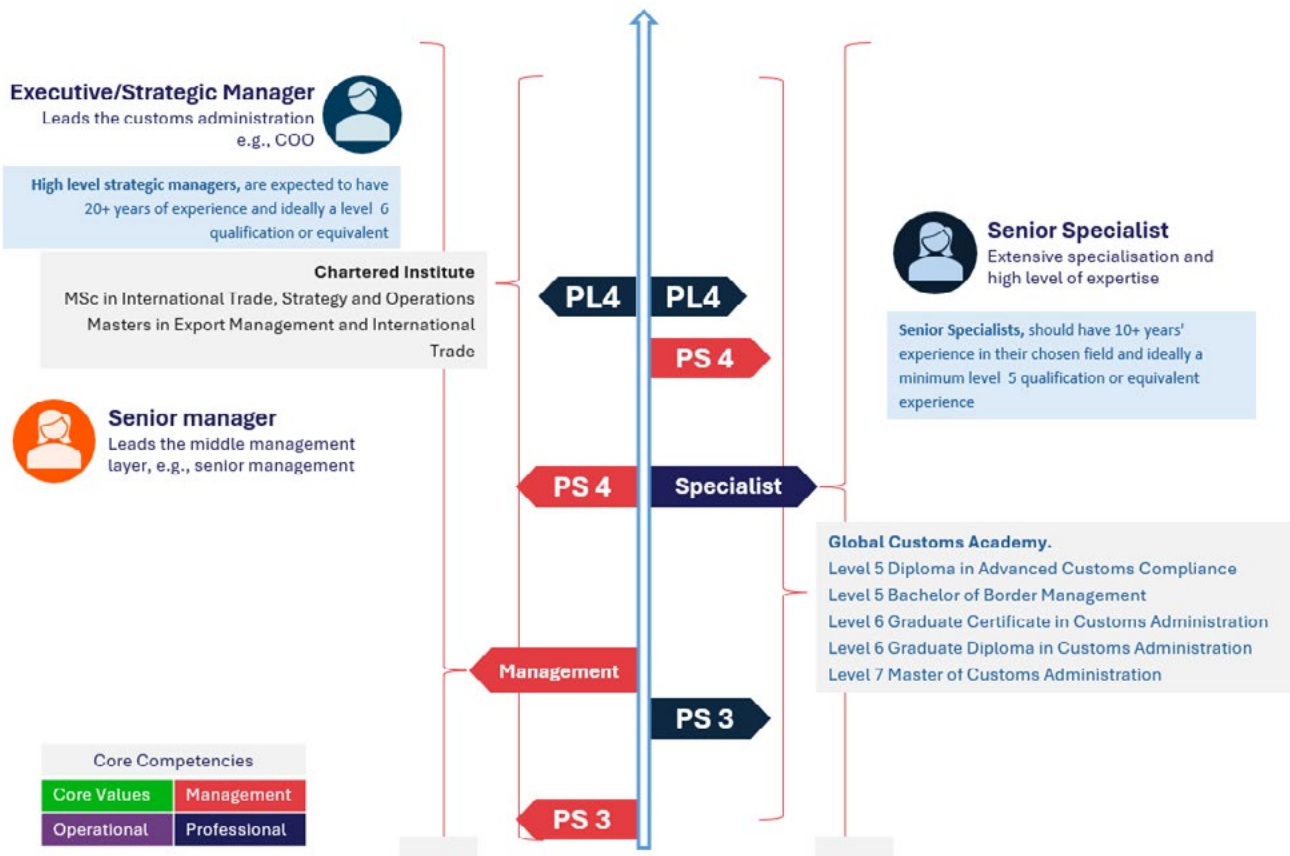 Executive/Strategic Manager
Leads the customs administration
e.g., COO
High level strategic managers, are expected to have
20+ years of experience and ideally a level 6
qualification or equivalent
Chartered Institute
MSc in International Trade, Strategy and Operations
Masters in Export Management and International
Trade
Senior manager
Leads the middle management
layer, e.g., senior management
PL4
PL4
PS 4
PS 4
Specialist
Management
PS 3
PS 3
Senior Specialist
Extensive specialisation and
high level of expertise
Senior Specialists, should have 10+ years'
experience in their chosen field and ideally a
minimum level 5 qualification or equivalent
experience
Global Customs Academy.
Level 5 Diploma in Advanced Customs Compliance
Level 5 Bachelor of Border Management
Level 6 Graduate Certificate in Customs Administration
Level 6 Graduate Diploma in Customs Administration
Level 7 Master of Customs Administration
Core Competencies
Core Values
Management
Operational
Professional